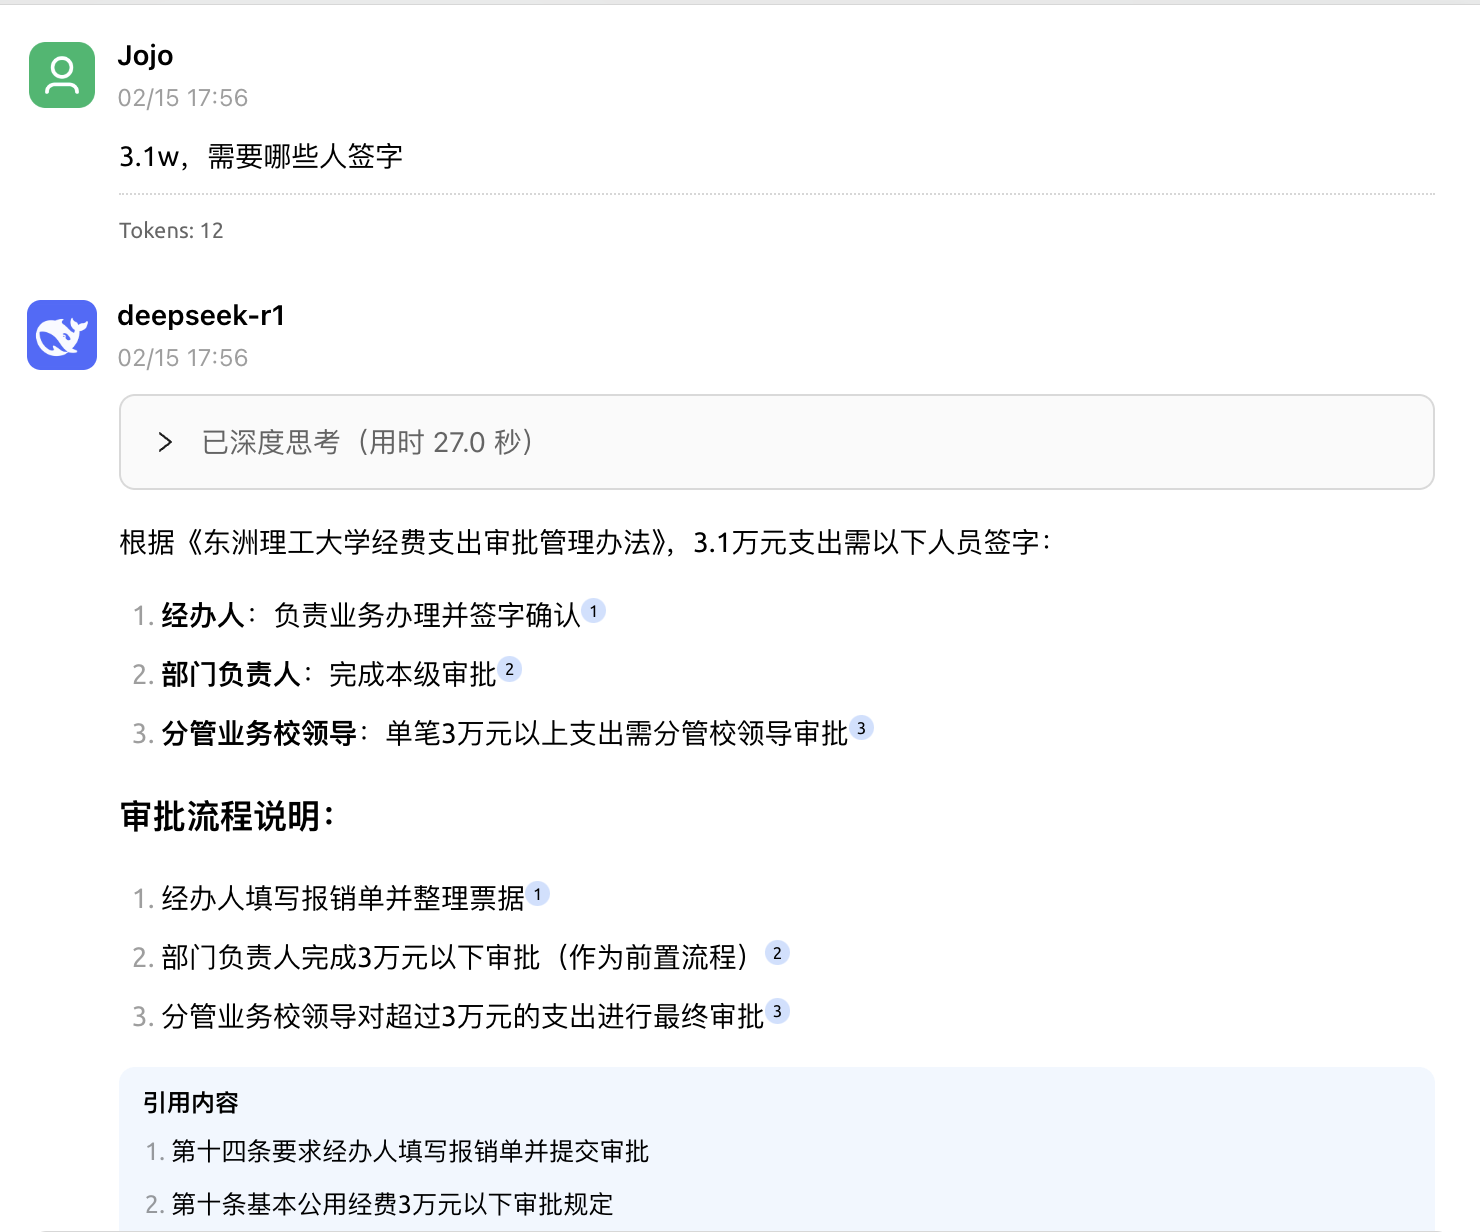 Jojo
02/15 17:56
3.1w，需要哪些人签字
Tokens: 12
deepseek-r1
02/15 17:56
已深度思考（用时 27.0 秒）
根据《东洲理工大学经费支出审批管理办法》，3.1万元支出需以下人员签字：
1. 经办人：负责业务办理并签字确认 1
2. 部门负责人：完成本级审批 2
3. 分管业务校领导：单笔3万元以上支出需分管校领导审批 3
审批流程说明：
1. 经办人填写报销单并整理票据 1
2. 部门负责人完成3万元以下审批（作为前置流程） 2
3. 分管业务校领导对超过3万元的支出进行最终审批 3
引用内容
1. 第十四条要求经办人填写报销单并提交审批
2. 第十条基本公用经费3万元以下审批规定